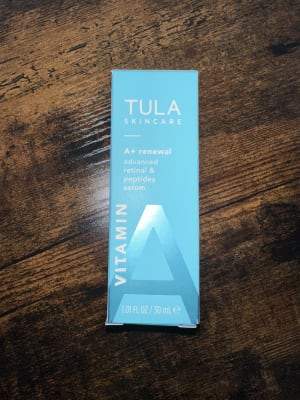 TULA
SKINCARE
A+ renewal
advanced
retinal &
peptides
serum
VITAMIN
A
1.01 FL OZ / 30 mL e